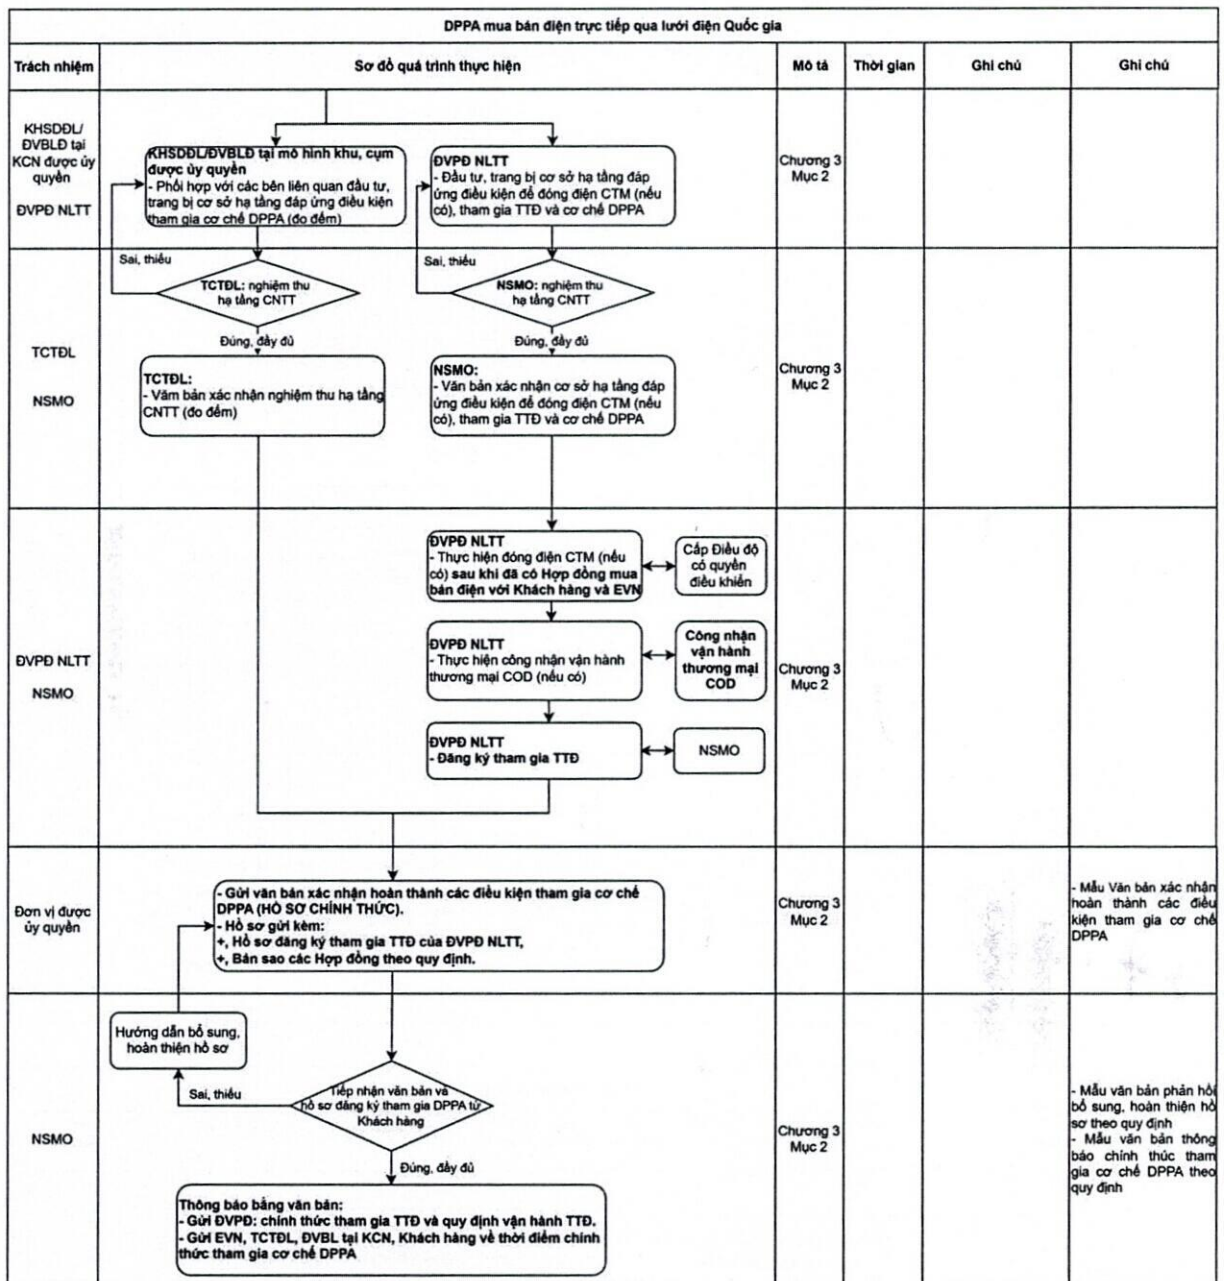 DPPA mua bán điện trực tiếp qua lưới điện Quốc gia
Trách nhiệm
Sơ đồ quá trình thực hiện
Mô tả
Thời gian
Ghi chú
Ghi chú
KHSDĐL/
ĐVBLĐ tại
KCN được ủy
quyền
ĐVPĐ NLTT
KHSDĐL/ĐVBLĐ tại mô hình khu, cụm
được ủy quyền
- Phối hợp với các bên liên quan đầu tư,
trang bị cơ sở hạ tầng đáp ứng điều kiện
tham gia cơ chế DPPA (đo đếm)
ĐVPĐ NLTT
- Đầu tư, trang bị cơ sở hạ tầng đáp
ứng điều kiện để đóng điện CTM (nếu
có), tham gia TTĐ và cơ chế DPPA
Chương 3
Mục 2
TCTĐL
NSMO
Sai, thiếu
TCTĐL: nghiệm thu
hạ tầng CNTT
Sai, thiếu
NSMO: nghiệm thu
hạ tầng CNTT
Đúng, đầy đủ
Đúng, đầy đủ
TCTĐL:
- Văm bản xác nhận nghiệm thu hạ tầng
CNTT (đo đếm)
NSMO:
- Văn bản xác nhận cơ sở hạ tầng đáp
ứng điều kiện để đóng điện CTM (nếu
có), tham gia TTĐ và cơ chế DPPA
Chương 3
Mục 2
ĐVPĐ NLTT
NSMO
ĐVPĐ NLTT
- Thực hiện đóng điện CTM (nếu
có) sau khi đã có Hợp đồng mua
bán điện với Khách hàng và EVN
Cấp Điều độ
có quyền
điều khiển
ĐVPĐ NLTT
- Thực hiện công nhận vận hành
thương mại COD (nếu có)
Công nhận
vận hành
thương mại
COD
ĐVPĐ NLTT
- Đăng ký tham gia TTĐ
NSMO
Chương 3
Mục 2
Đơn vị được
ủy quyền
- Gửi văn bản xác nhận hoàn thành các điều kiện tham gia cơ chế
DPPA (HỒ SƠ CHÍNH THỨC).
- Hồ sơ gửi kèm:
+, Hồ sơ đăng ký tham gia TTĐ của ĐVPĐ NLTT,
+, Bản sao các Hợp đồng theo quy định.
Chương 3
Mục 2
- Mẫu Văn bản xác nhận
hoàn thành các điều
kiện tham gia cơ chế
DPPA
NSMO
Hướng dẫn bổ sung,
hoàn thiện hồ sơ
Sai, thiếu
Tiếp nhận văn bản và
hồ sơ đăng ký tham gia DPPA từ
Khách hàng
Đúng, đầy đủ
Thông báo bằng văn bản:
- Gửi ĐVPĐ: chính thức tham gia TTĐ và quy định vận hành TTĐ.
- Gửi EVN, TCTĐL, ĐVBL tại KCN, Khách hàng về thời điểm chính
thức tham gia cơ chế DPPA
Chương 3
Mục 2
- Mẫu văn bản phản hồi
bổ sung, hoàn thiện hồ
sơ theo quy định
- Mẫu văn bản thông
báo chính thức tham
gia cơ chế DPPA theo
quy định